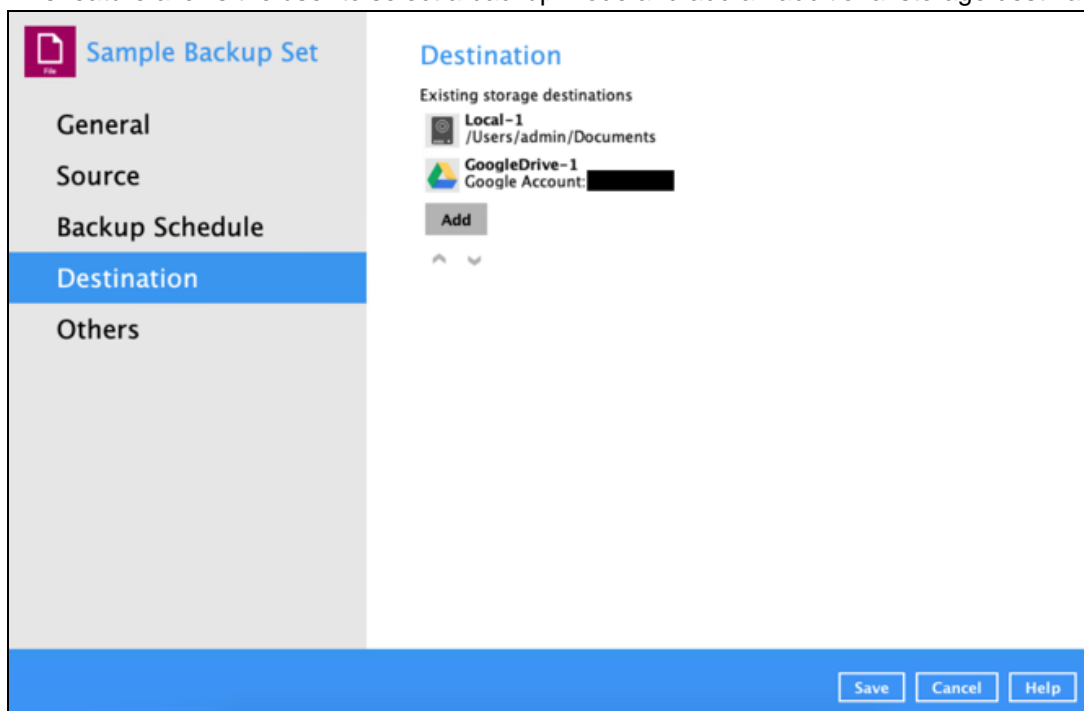 File
Sample Backup Set
General
Source
Backup Schedule
Destination
Others
Destination
Existing storage destinations
Local-1
/Users/admin/Documents
GoogleDrive-1
Google Account:
Add
Save Cancel Help